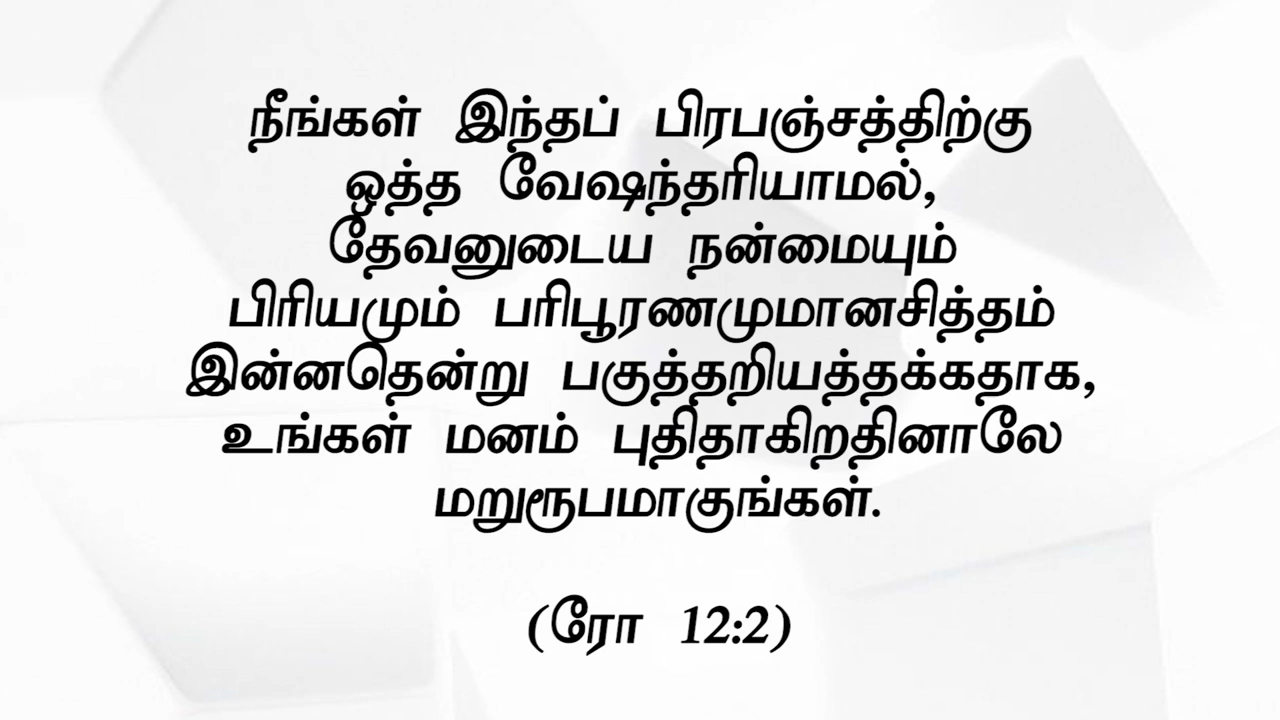 நீங்கள் இந்தப் பிரபஞ்சத்திற்கு
ஒத்த வேஷந்தரியாமல்,
தேவனுடைய நன்மையும்
பிரியமும் பரிபூரணமுமானசித்தம்
இன்னதென்று பகுத்தறியத்தக்கதாக,
உங்கள் மனம் புதிதாகிறதினாலே
மறுரூபமாகுங்கள்.
(ரோ 12:2)